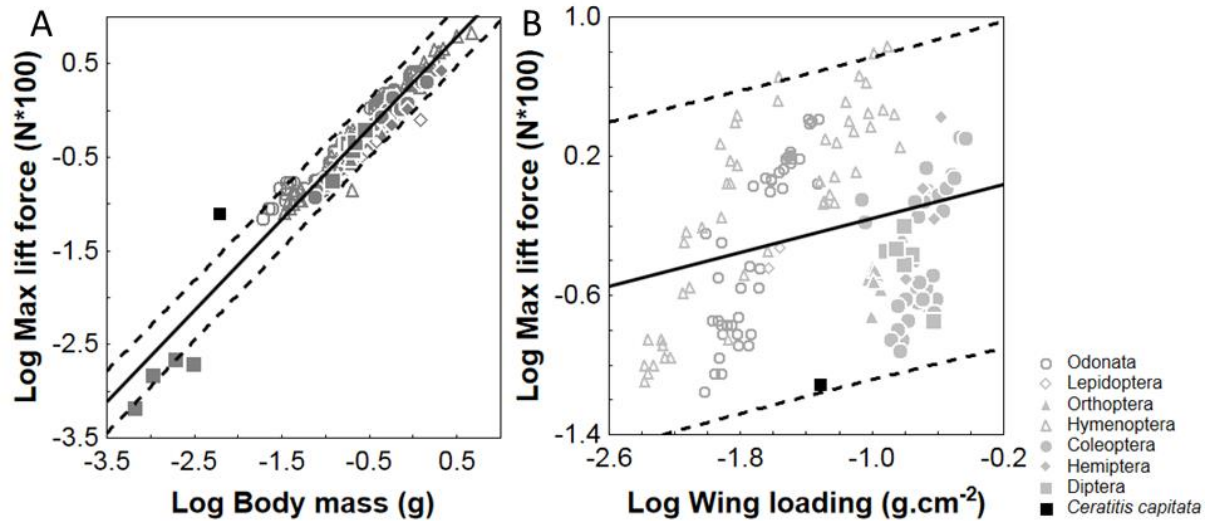 A
B
Log Max lift force (N*100)
0.5
-0.5
-1.5
-2.5
-3.5
-3.5 -2.5 -1.5 -0.5 0.5
Log Body mass (g)
Log Max lift force (N*100)
1.0
0.2
-0.6
-1.4
-2.6 -1.8 -1.0 -0.2
Log Wing loading (g.cm⁻²)
Odonata
Lepidoptera
Orthoptera
Hymenoptera
Coleoptera
Hemiptera
Diptera
Ceratitis capitata